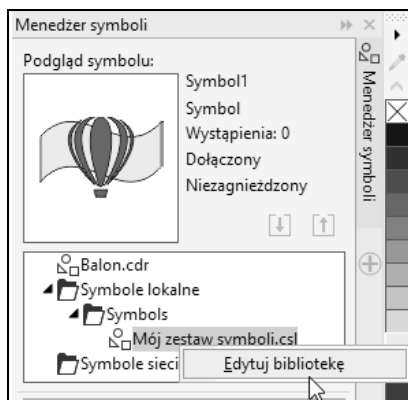 Menedżer symboli
Podgląd symbolu:
Symbol1
Symbol
Wystąpienia: 0
Dołączony
Niezagnieżdzony
Menedżer symboli
Balon.cdr
Symbole lokalne
Symbols
Mój zestaw symboli.csl
Symbole sieci
Edytuj bibliotekę